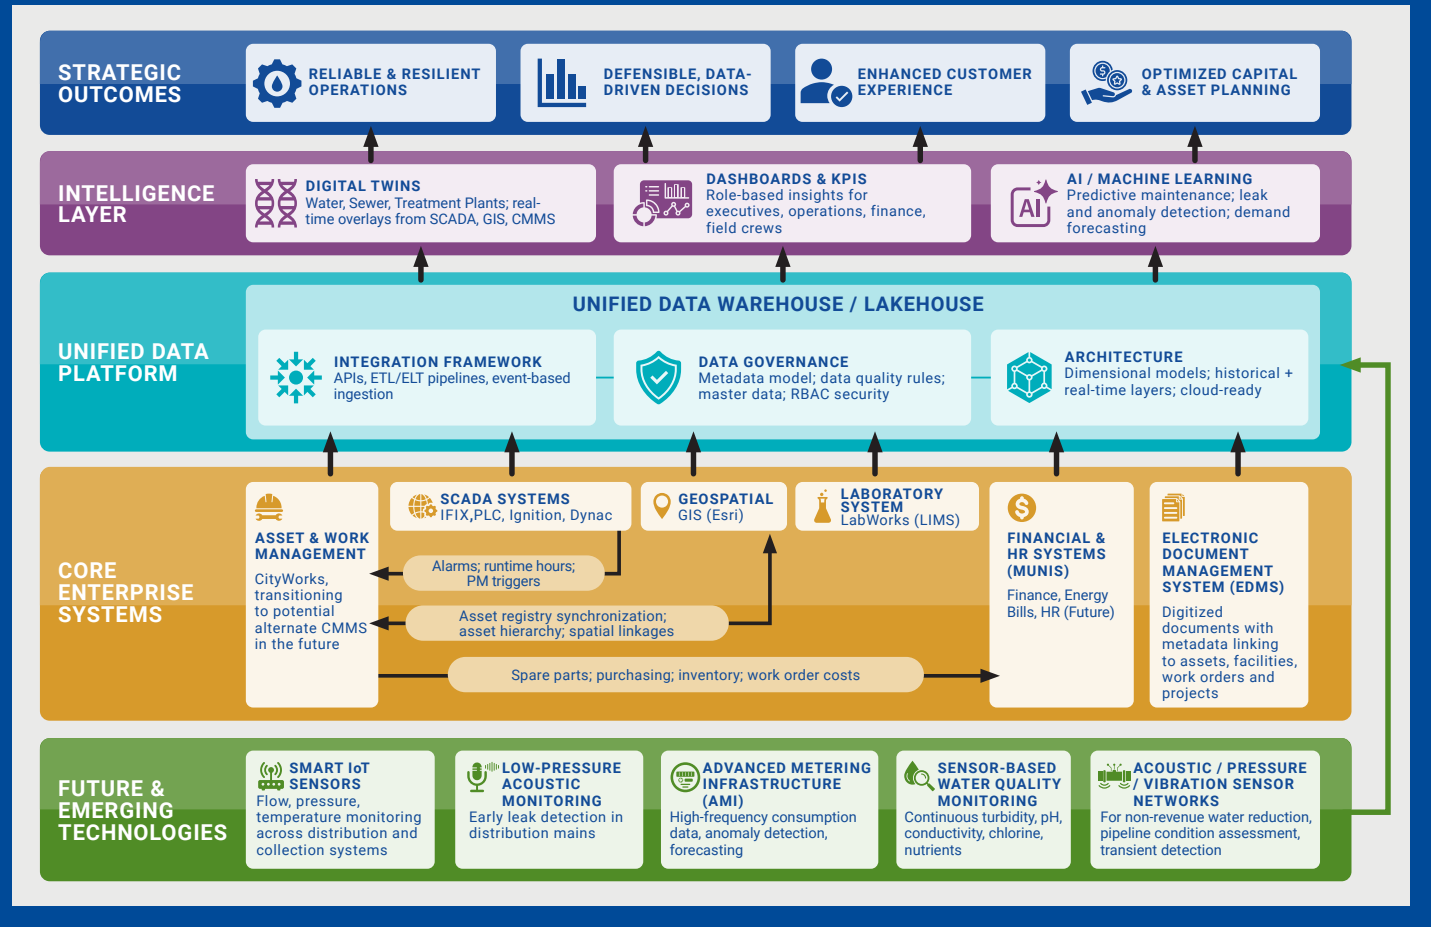 STRATEGIC
OUTCOMES
RELIABLE & RESILIENT
OPERATIONS
DEFENSIBLE, DATA-
DRIVEN DECISIONS
ENHANCED CUSTOMER
EXPERIENCE
OPTIMIZED CAPITAL
& ASSET PLANNING
INTELLIGENCE
LAYER
DIGITAL TWINS
Water, Sewer, Treatment Plants; real-
time overlays from SCADA, GIS, CMMS
DASHBOARDS & KPIS
Role-based insights for
executives, operations, finance,
field crews
AI
AI / MACHINE LEARNING
Predictive maintenance; leak
and anomaly detection; demand
forecasting
UNIFIED DATA
PLATFORM
UNIFIED DATA WAREHOUSE / LAKEHOUSE
INTEGRATION FRAMEWORK
APIs, ETL/ELT pipelines, event-based
ingestion
DATA GOVERNANCE
Metadata model; data quality rules;
master data; RBAC security
ARCHITECTURE
Dimensional models; historical +
real-time layers; cloud-ready
CORE
ENTERPRISE
SYSTEMS
ASSET & WORK
MANAGEMENT
CityWorks,
transitioning
to potential
alternate CMMS
in the future
SCADA SYSTEMS
IFIX,PLC, Ignition, Dynac
GEOSPATIAL
GIS (Esri)
LABORATORY
SYSTEM
LabWorks (LIMS)
$
FINANCIAL &
HR SYSTEMS
(MUNIS)
Finance, Energy
Bills, HR (Future)
ELECTRONIC
DOCUMENT
MANAGEMENT
SYSTEM (EDMS)
Digitized
documents with
metadata linking
to assets, facilities,
work orders and
projects
Alarms; runtime hours;
PM triggers
Asset registry synchronization;
asset hierarchy; spatial linkages
Spare parts; purchasing; inventory; work order costs
FUTURE &
EMERGING
TECHNOLOGIES
SMART IoT
SENSORS
Flow, pressure,
temperature monitoring
across distribution and
collection systems
LOW-PRESSURE
ACOUSTIC
MONITORING
Early leak detection in
distribution mains
ADVANCED METERING
INFRASTRUCTURE
(AMI)
High-frequency consumption
data, anomaly detection,
forecasting
SENSOR-BASED
WATER QUALITY
MONITORING
Continuous turbidity, pH,
conductivity, chlorine,
nutrients
ACOUSTIC / PRESSURE
/ VIBRATION SENSOR
NETWORKS
For non-revenue water reduction,
pipeline condition assessment,
transient detection